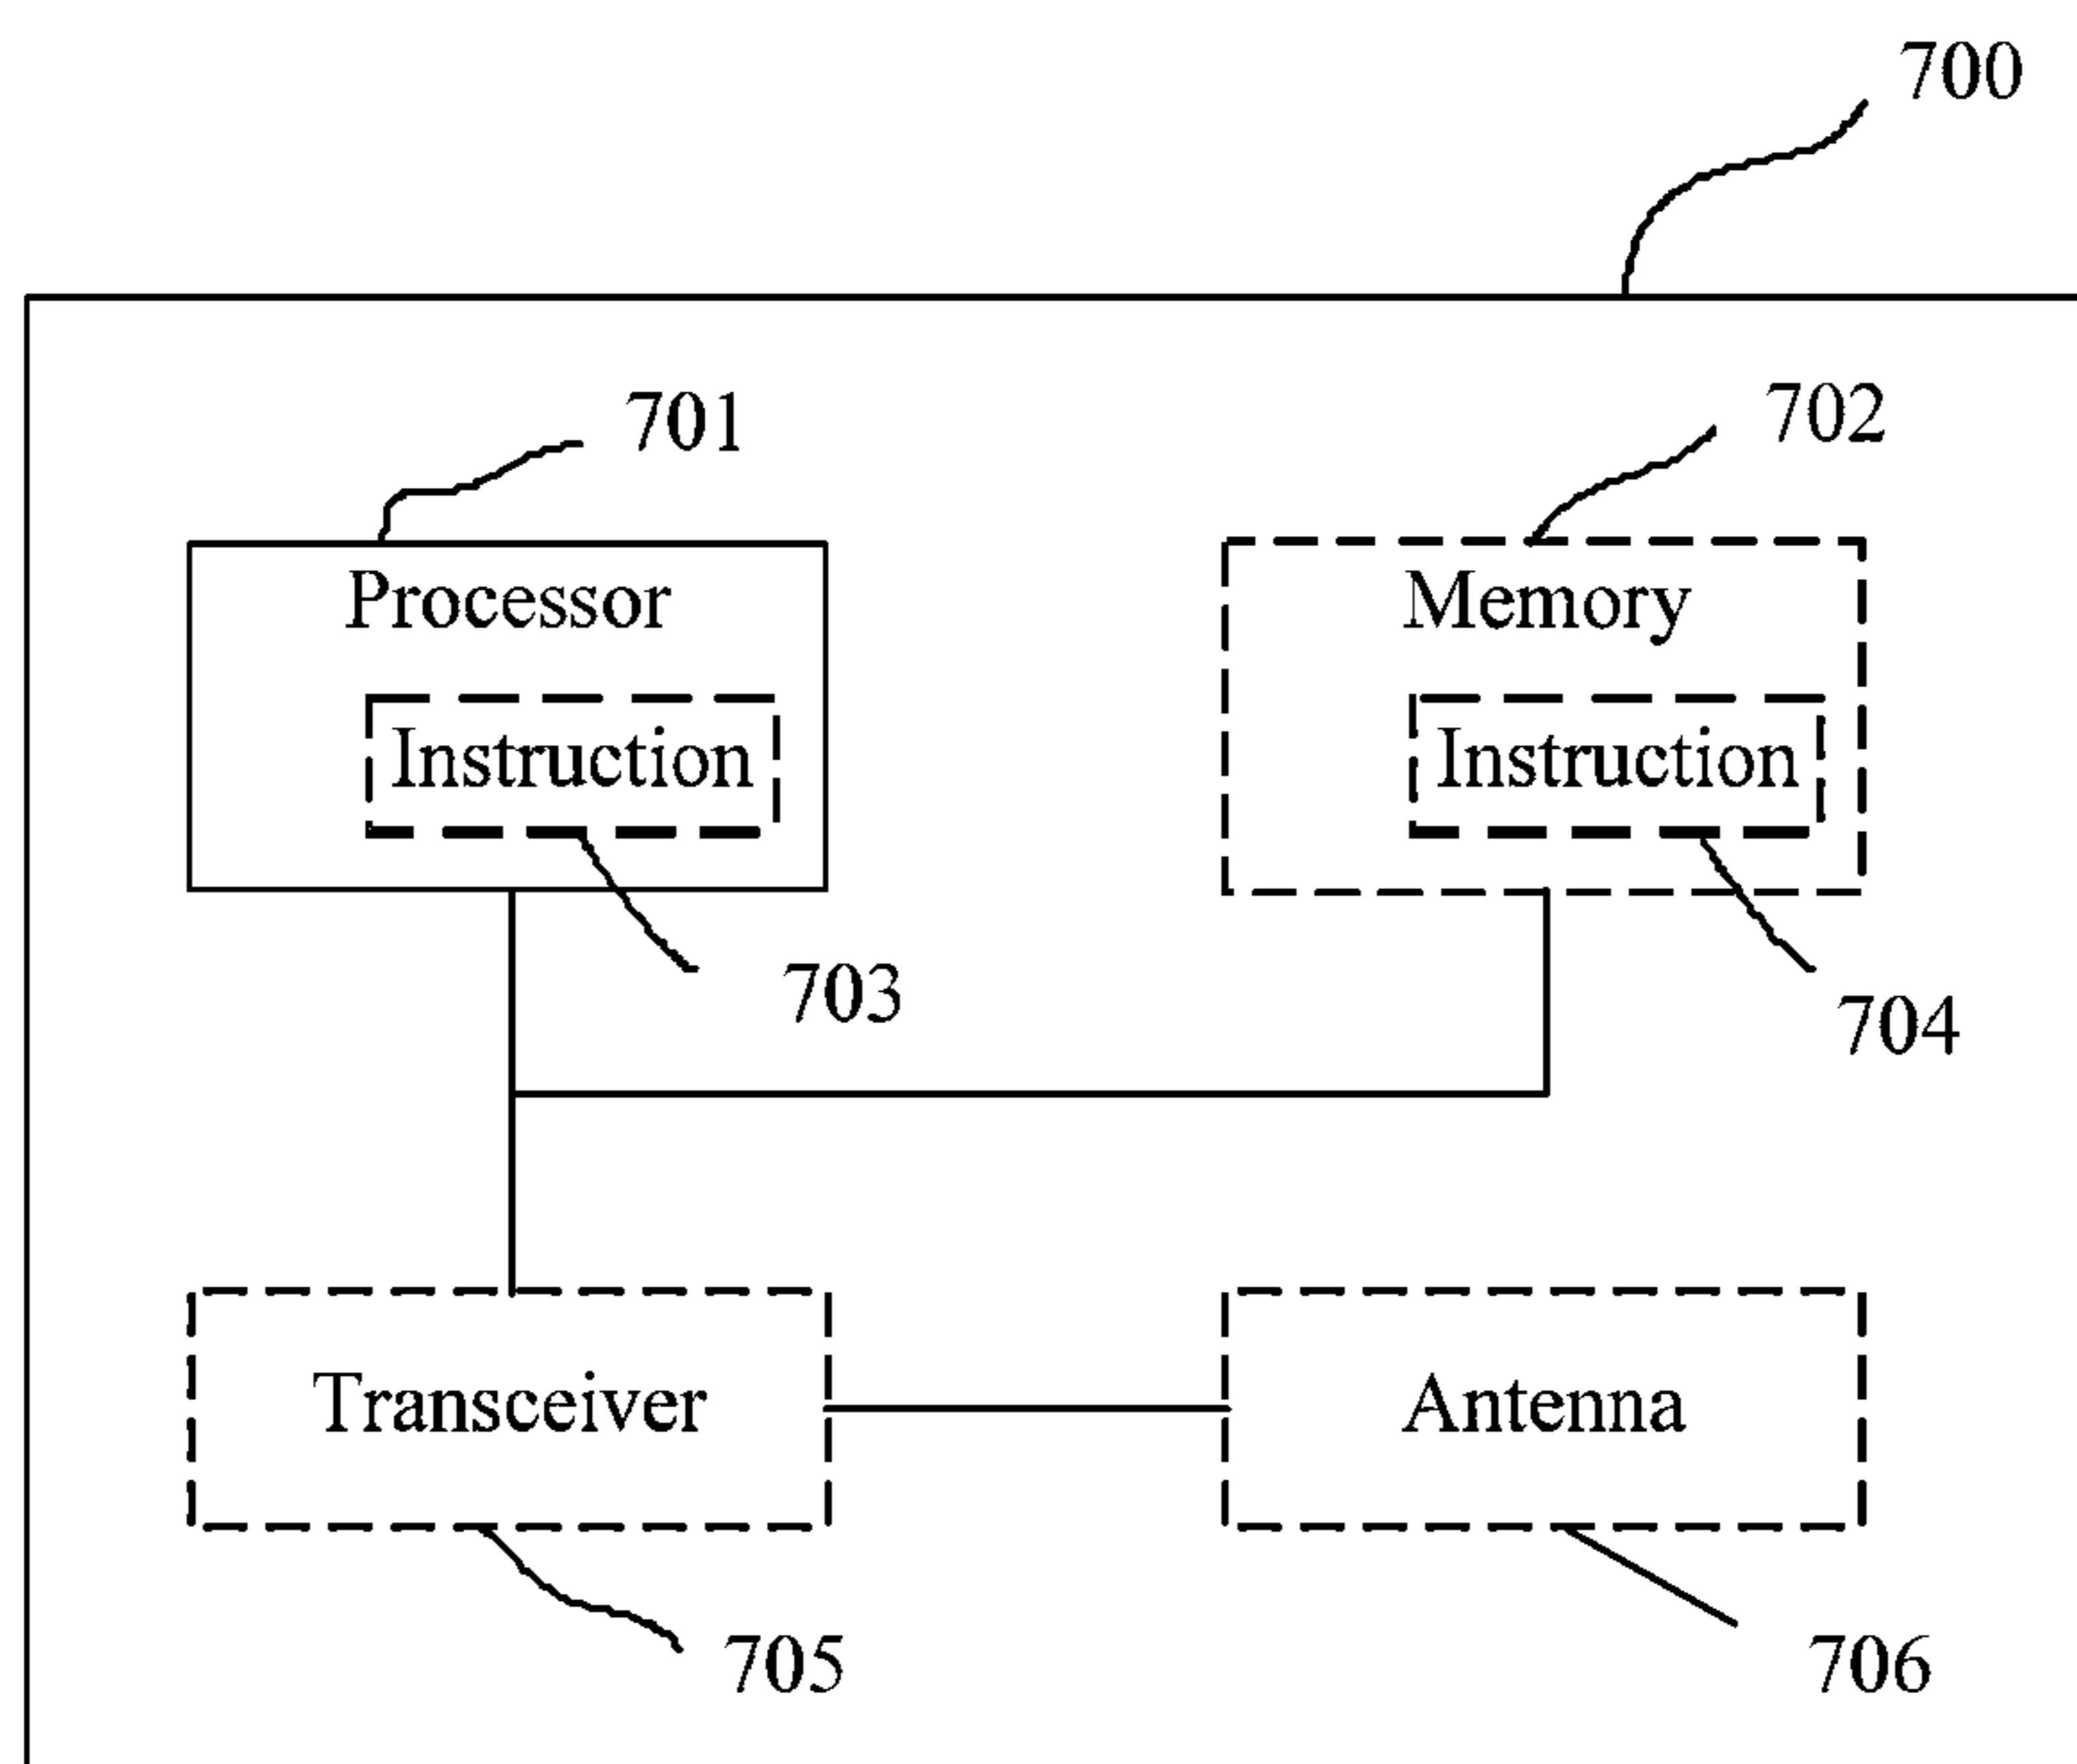 700
701
702
Processor
Memory
Instruction
Instruction
703
704
Transceiver
Antenna
705
706